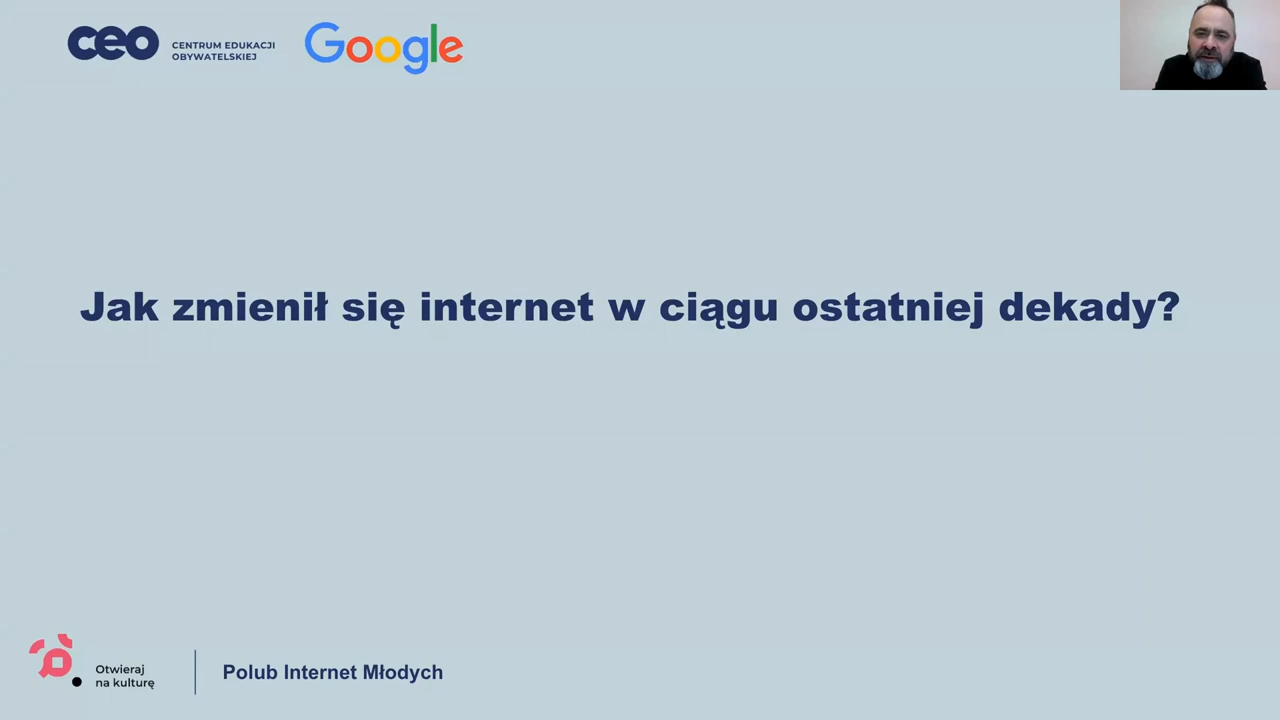 ceo
CENTRUM EDUKACJI
OBYWATELSKIEJ
Google
Jak zmienił się internet w ciągu ostatniej dekady?
Otwieraj
na kulturę
Polub Internet Młodych